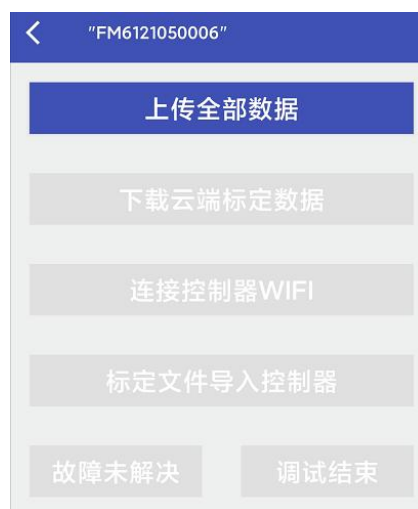 "FM6121050006"
上传全部数据
下载云端标定数据
连接控制器WIFI
标定文件导入控制器
故障未解决 调试结束